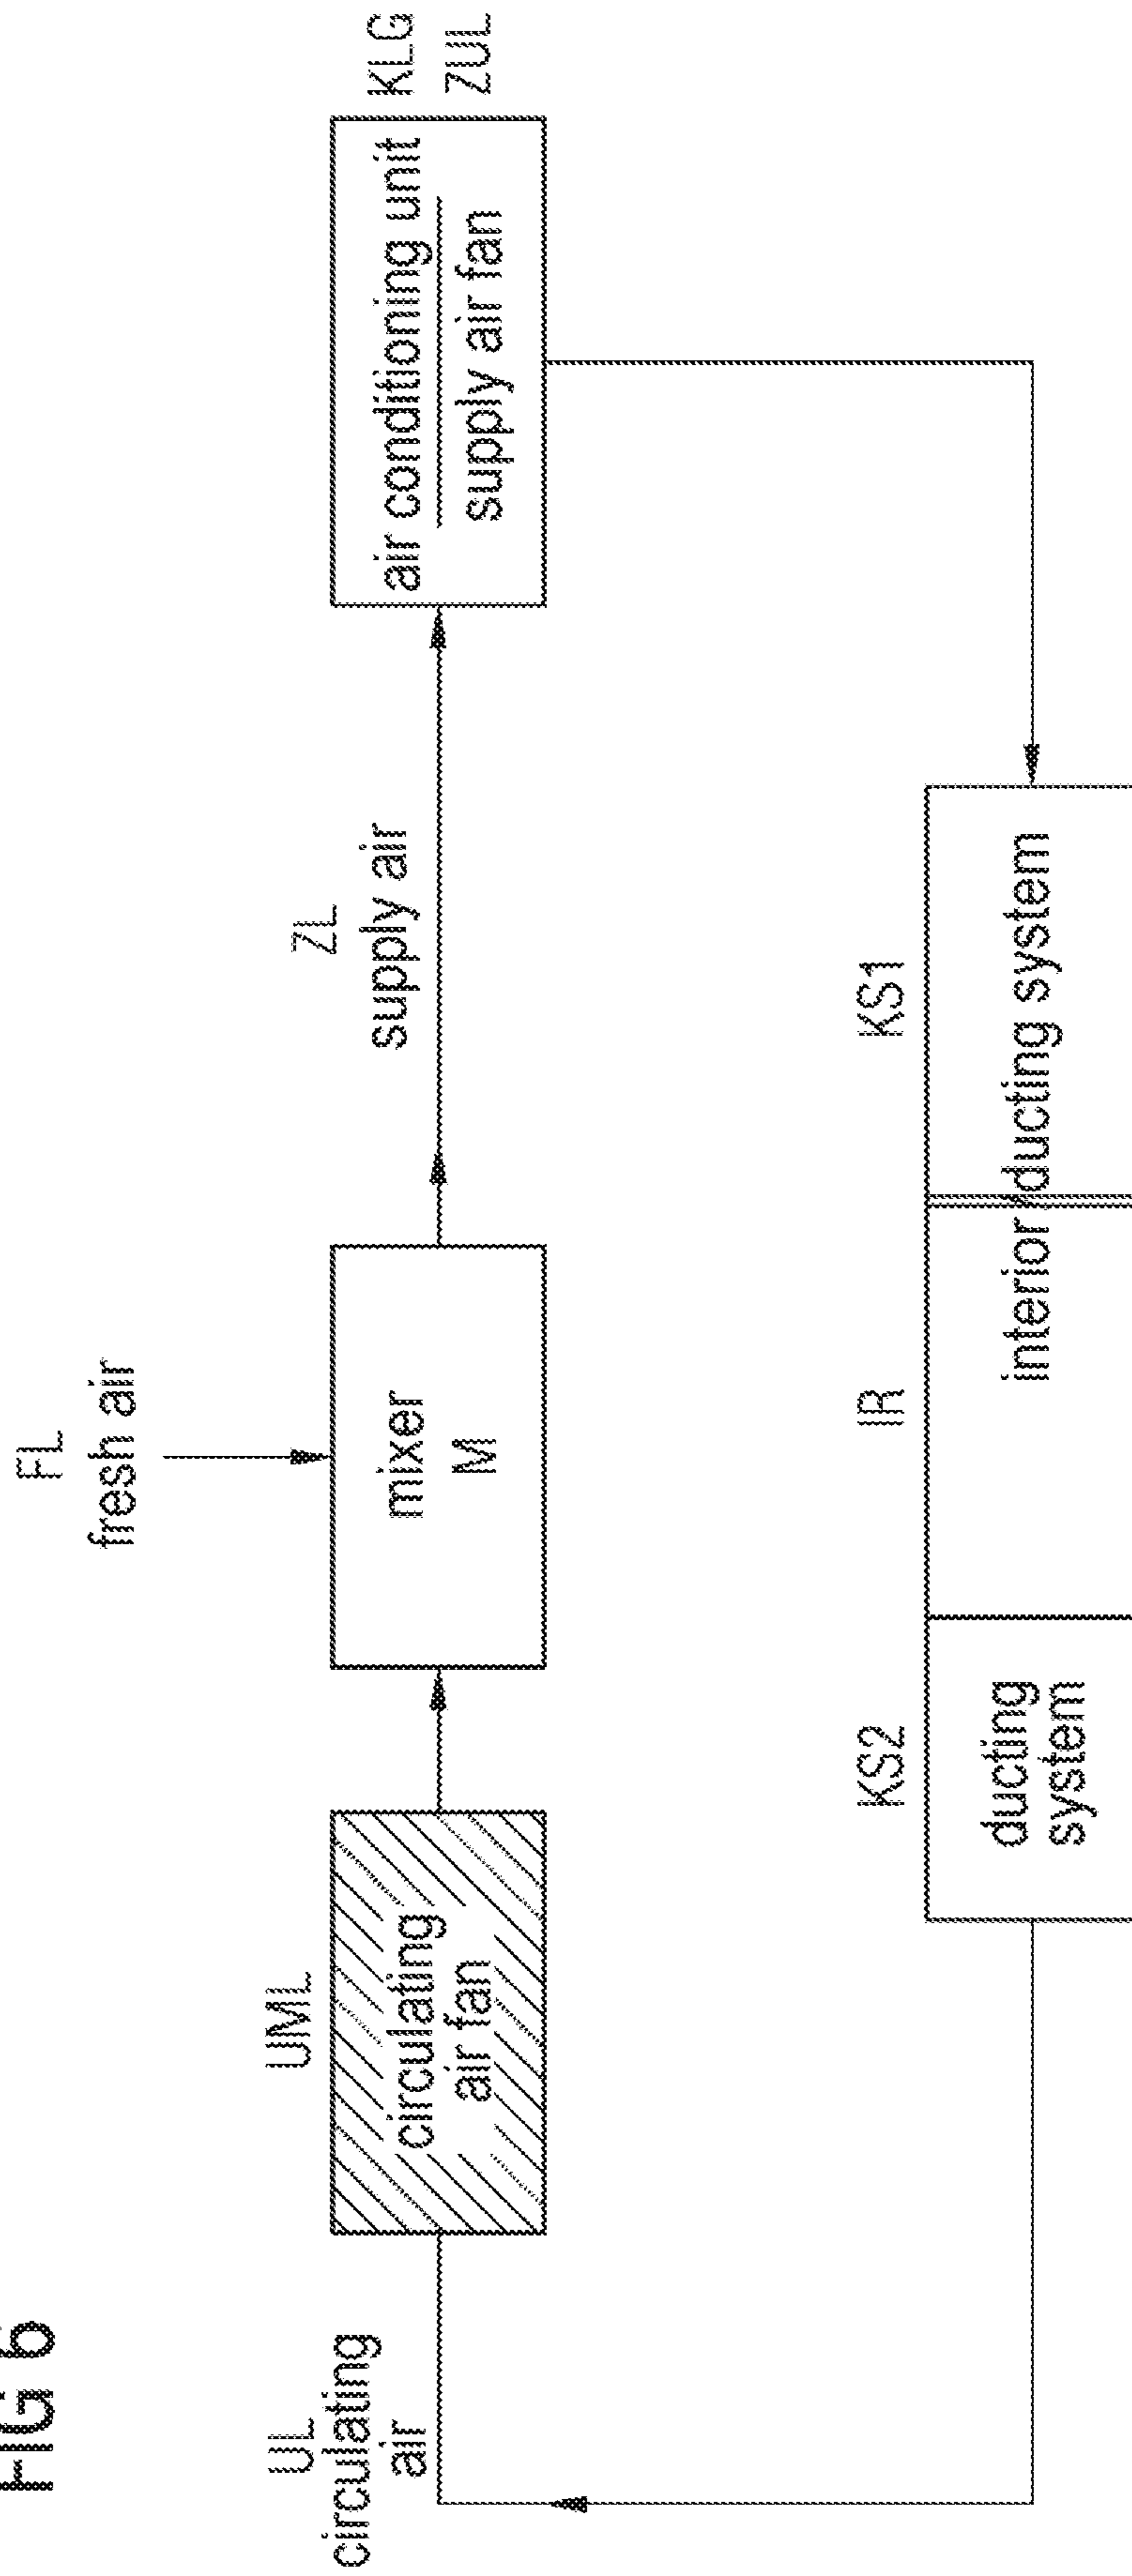 FIG 6
FL
fresh air
UL
circulating
air
UML
circulating
air fan
mixer
M
ZL
supply air
air conditioning unit
supply air fan
KLG
ZUL
KS2
IR
KS1
ducting
system
interior/ducting system